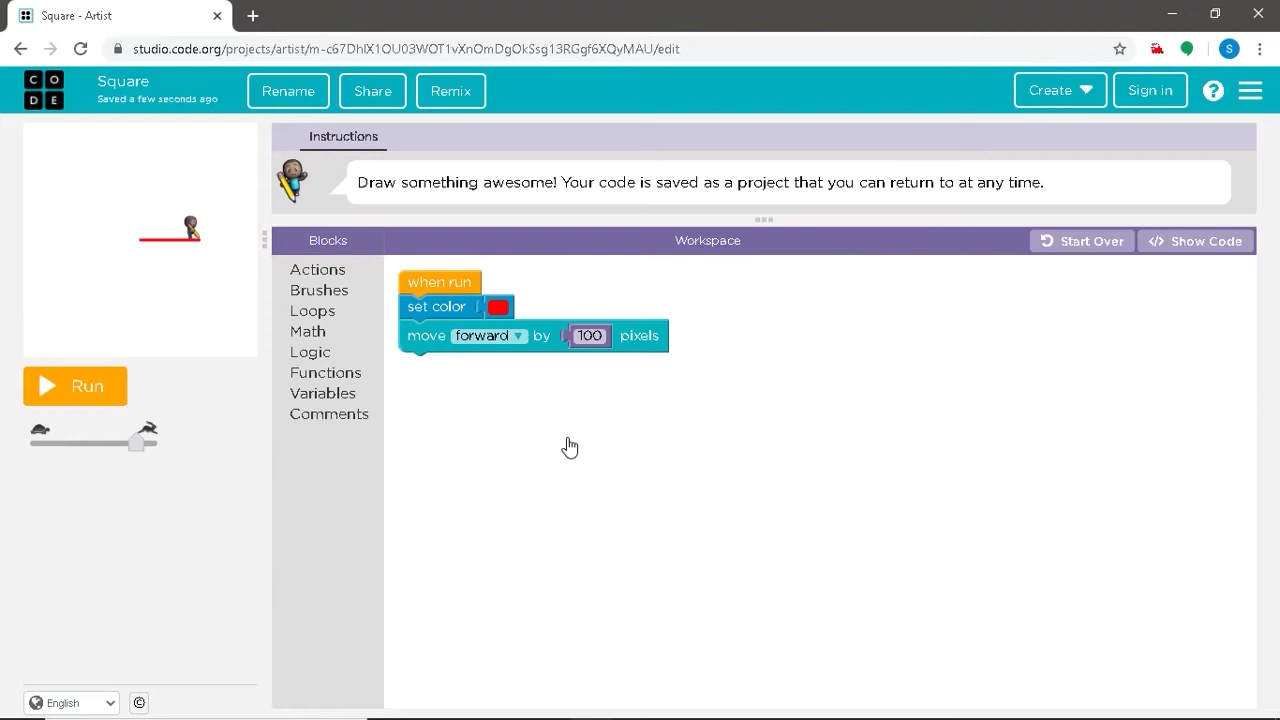 Square - Artist
studio.code.org/projects/artist/m-c67DhIX1OU03WOT1vXnOmDgOkSsg13RGgf6XQyMAU/edit
S
C O
D E
Square
Saved a few seconds ago
Rename
Share
Remix
Create
Sign in
?
Instructions
Draw something awesome! Your code is saved as a project that you can return to at any time.
Blocks
Workspace
Start Over
</> Show Code
Actions
Brushes
Loops
Math
Logic
Functions
Variables
Comments
when run
set color
move forward by 100 pixels
Run
English
©